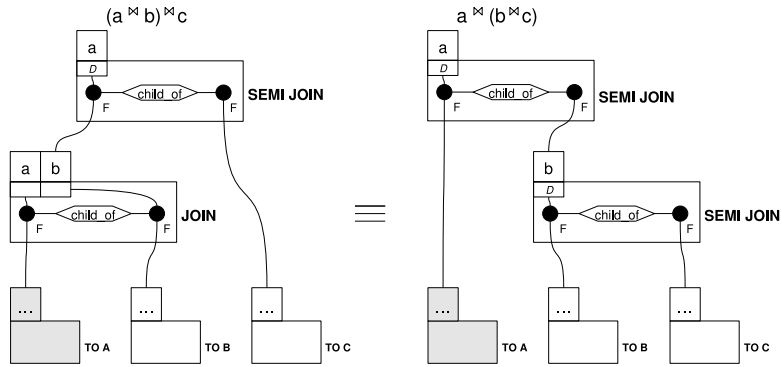 (a ⋈ b) ⋈ c
a
D
child_of
F
F
SEMI JOIN
a b
child_of
F
F
JOIN
...
...
...
TO A
TO B
TO C
≡
a ⋈ (b ⋈ c)
a
D
child_of
F
F
SEMI JOIN
b
D
child_of
F
F
SEMI JOIN
...
...
...
TO A
TO B
TO C